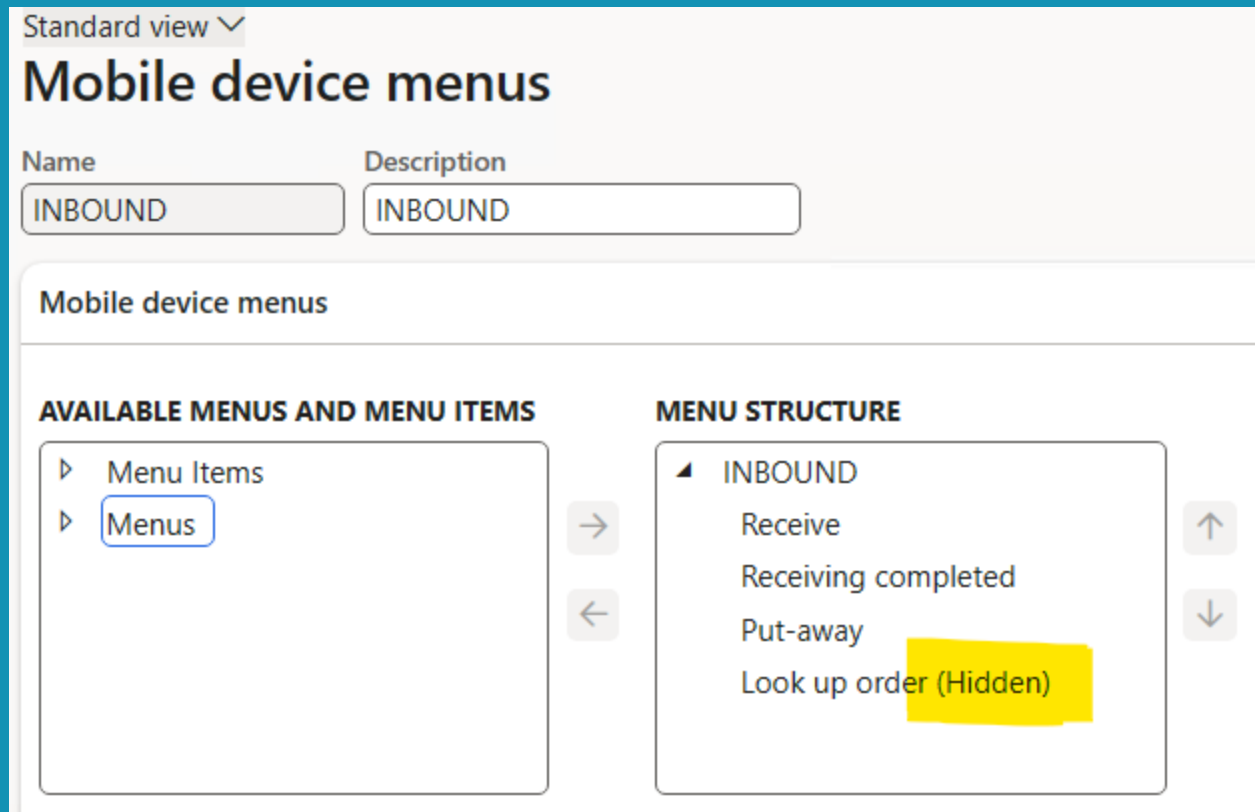 Standard view
Mobile device menus
Name Description
INBOUND INBOUND
Mobile device menus
AVAILABLE MENUS AND MENU ITEMS MENU STRUCTURE
Menu Items INBOUND
Menus Receive
Receiving completed
Put-away
Look up order (Hidden)